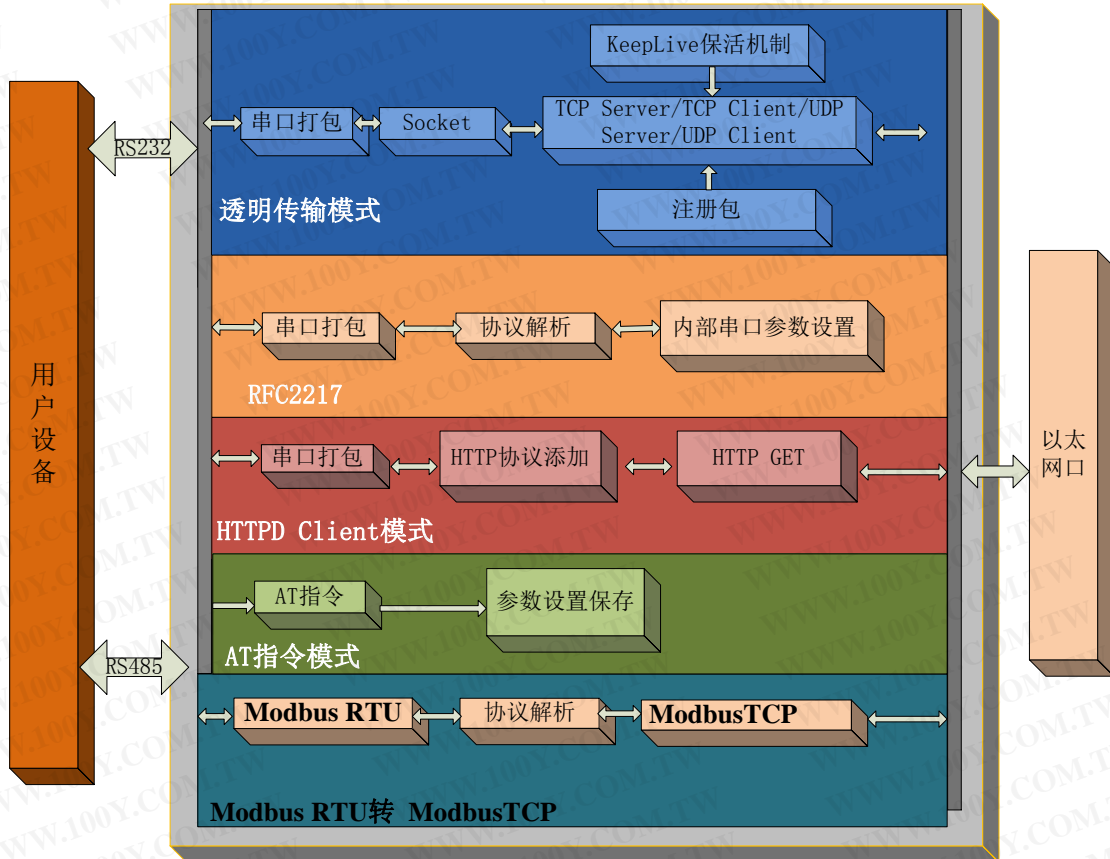 KeepLive保活机制
串口打包
Socket
TCP Server/TCP Client/UDP
Server/UDP Client
RS232
注册包
透明传输模式
串口打包
协议解析
内部串口参数设置
RFC2217
用
户
设
备
串口打包
HTTP协议添加
HTTP GET
以太
网口
HTTPD Client模式
AT指令
参数设置保存
AT指令模式
RS485
Modbus RTU
协议解析
ModbusTCP
Modbus RTU转 ModbusTCP
WWW.100Y.COM.TW